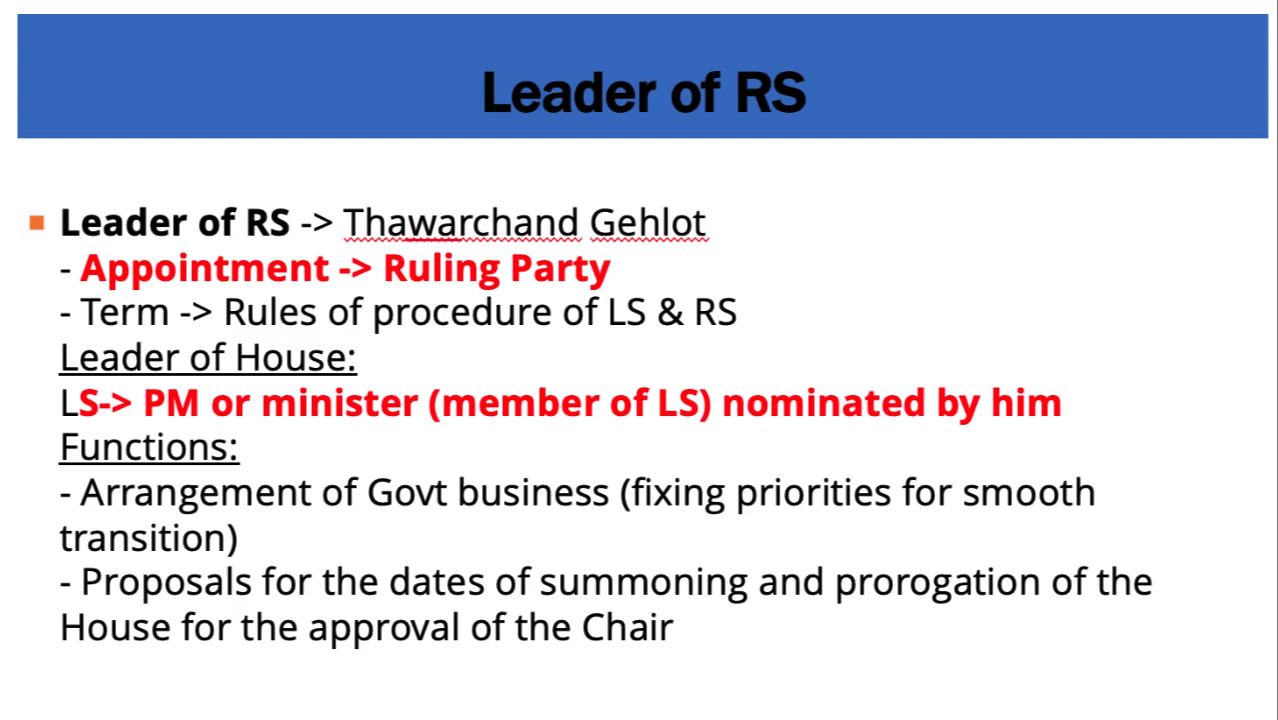 Leader of RS
Leader of RS -> Thawarchand Gehlot
- Appointment -> Ruling Party
- Term -> Rules of procedure of LS & RS
Leader of House:
LS-> PM or minister (member of LS) nominated by him
Functions:
- Arrangement of Govt business (fixing priorities for smooth
transition)
- Proposals for the dates of summoning and prorogation of the
House for the approval of the Chair